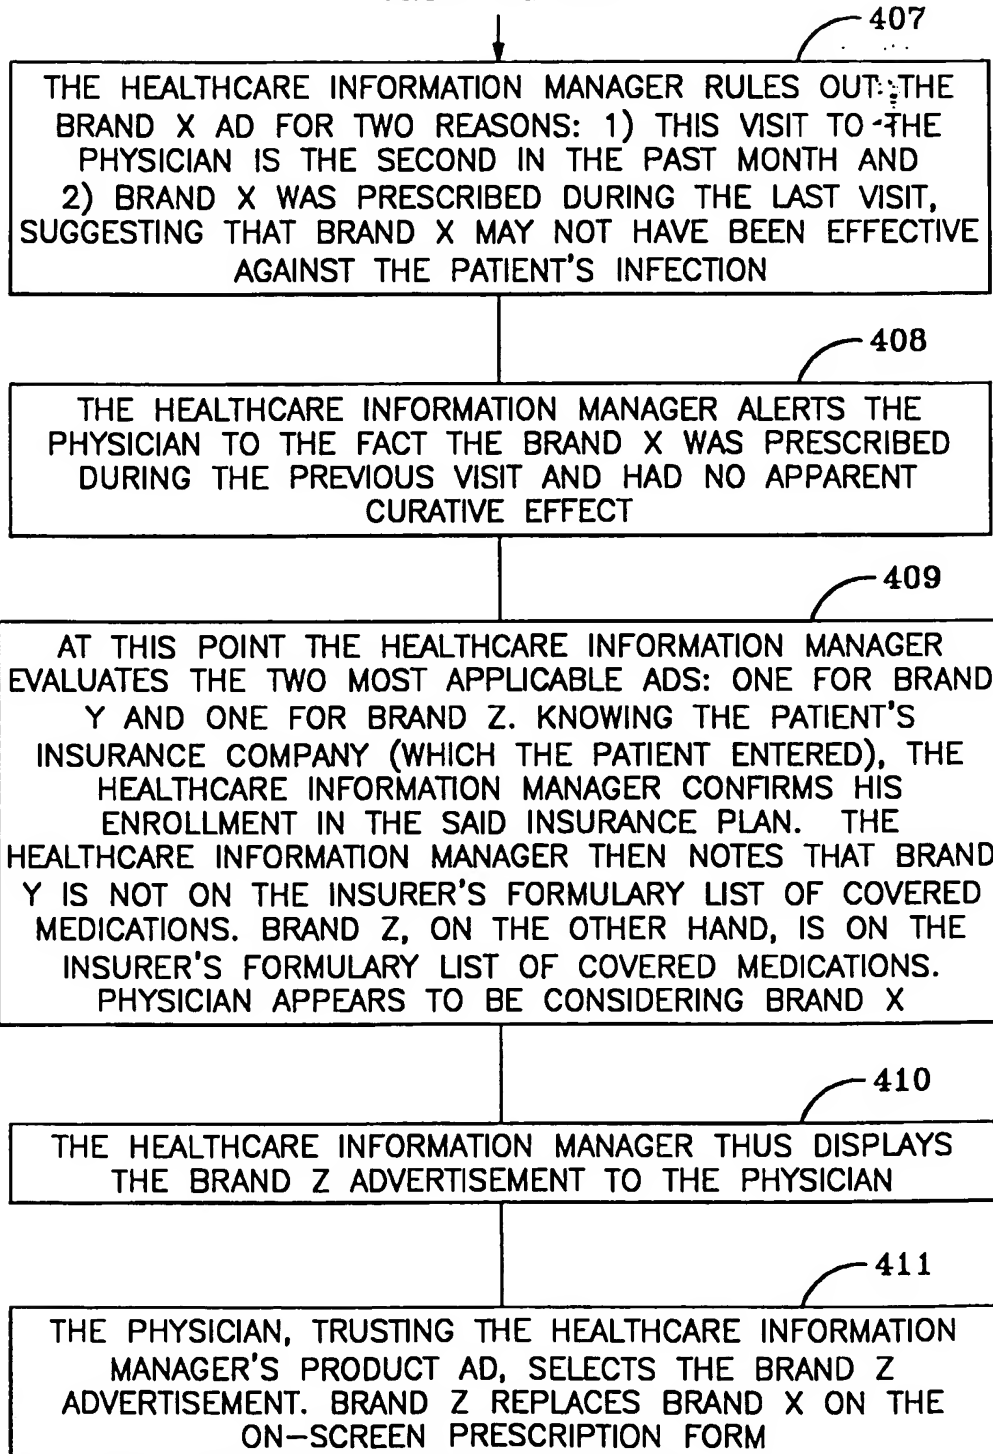 407
THE HEALTHCARE INFORMATION MANAGER RULES OUT THE
BRAND X AD FOR TWO REASONS: 1) THIS VISIT TO THE
PHYSICIAN IS THE SECOND IN THE PAST MONTH AND
2) BRAND X WAS PRESCRIBED DURING THE LAST VISIT,
SUGGESTING THAT BRAND X MAY NOT HAVE BEEN EFFECTIVE
AGAINST THE PATIENT'S INFECTION
408
THE HEALTHCARE INFORMATION MANAGER ALERTS THE
PHYSICIAN TO THE FACT THE BRAND X WAS PRESCRIBED
DURING THE PREVIOUS VISIT AND HAD NO APPARENT
CURATIVE EFFECT
409
AT THIS POINT THE HEALTHCARE INFORMATION MANAGER
EVALUATES THE TWO MOST APPLICABLE ADS: ONE FOR BRAND
Y AND ONE FOR BRAND Z. KNOWING THE PATIENT'S
INSURANCE COMPANY (WHICH THE PATIENT ENTERED), THE
HEALTHCARE INFORMATION MANAGER CONFIRMS HIS
ENROLLMENT IN THE SAID INSURANCE PLAN. THE
HEALTHCARE INFORMATION MANAGER THEN NOTES THAT BRAND
Y IS NOT ON THE INSURER'S FORMULARY LIST OF COVERED
MEDICATIONS. BRAND Z, ON THE OTHER HAND, IS ON THE
INSURER'S FORMULARY LIST OF COVERED MEDICATIONS.
PHYSICIAN APPEARS TO BE CONSIDERING BRAND X
410
THE HEALTHCARE INFORMATION MANAGER THUS DISPLAYS
THE BRAND Z ADVERTISEMENT TO THE PHYSICIAN
411
THE PHYSICIAN, TRUSTING THE HEALTHCARE INFORMATION
MANAGER'S PRODUCT AD, SELECTS THE BRAND Z
ADVERTISEMENT. BRAND Z REPLACES BRAND X ON THE
ON-SCREEN PRESCRIPTION FORM